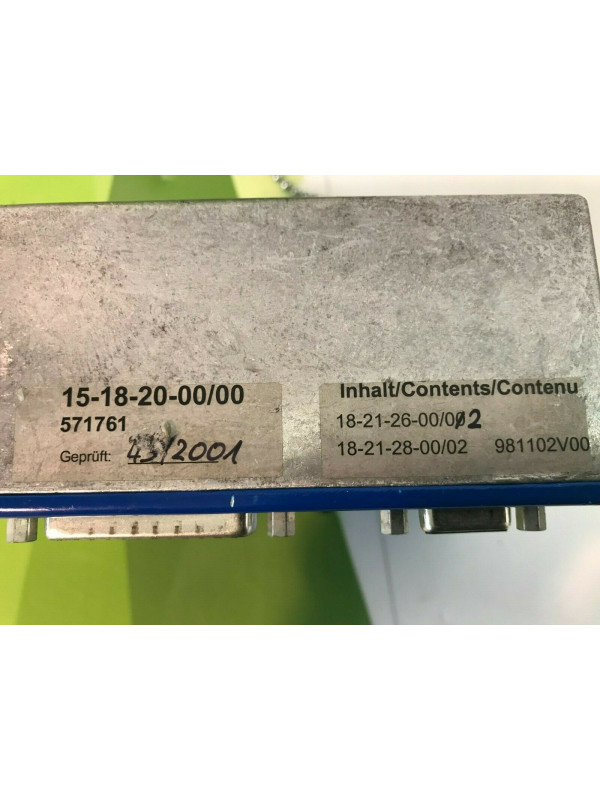 15-18-20-00/00
571761
Geprüft: 43/2001
Inhalt/Contents/Contenu
18-21-26-00/02
18-21-28-00/02 981102V00